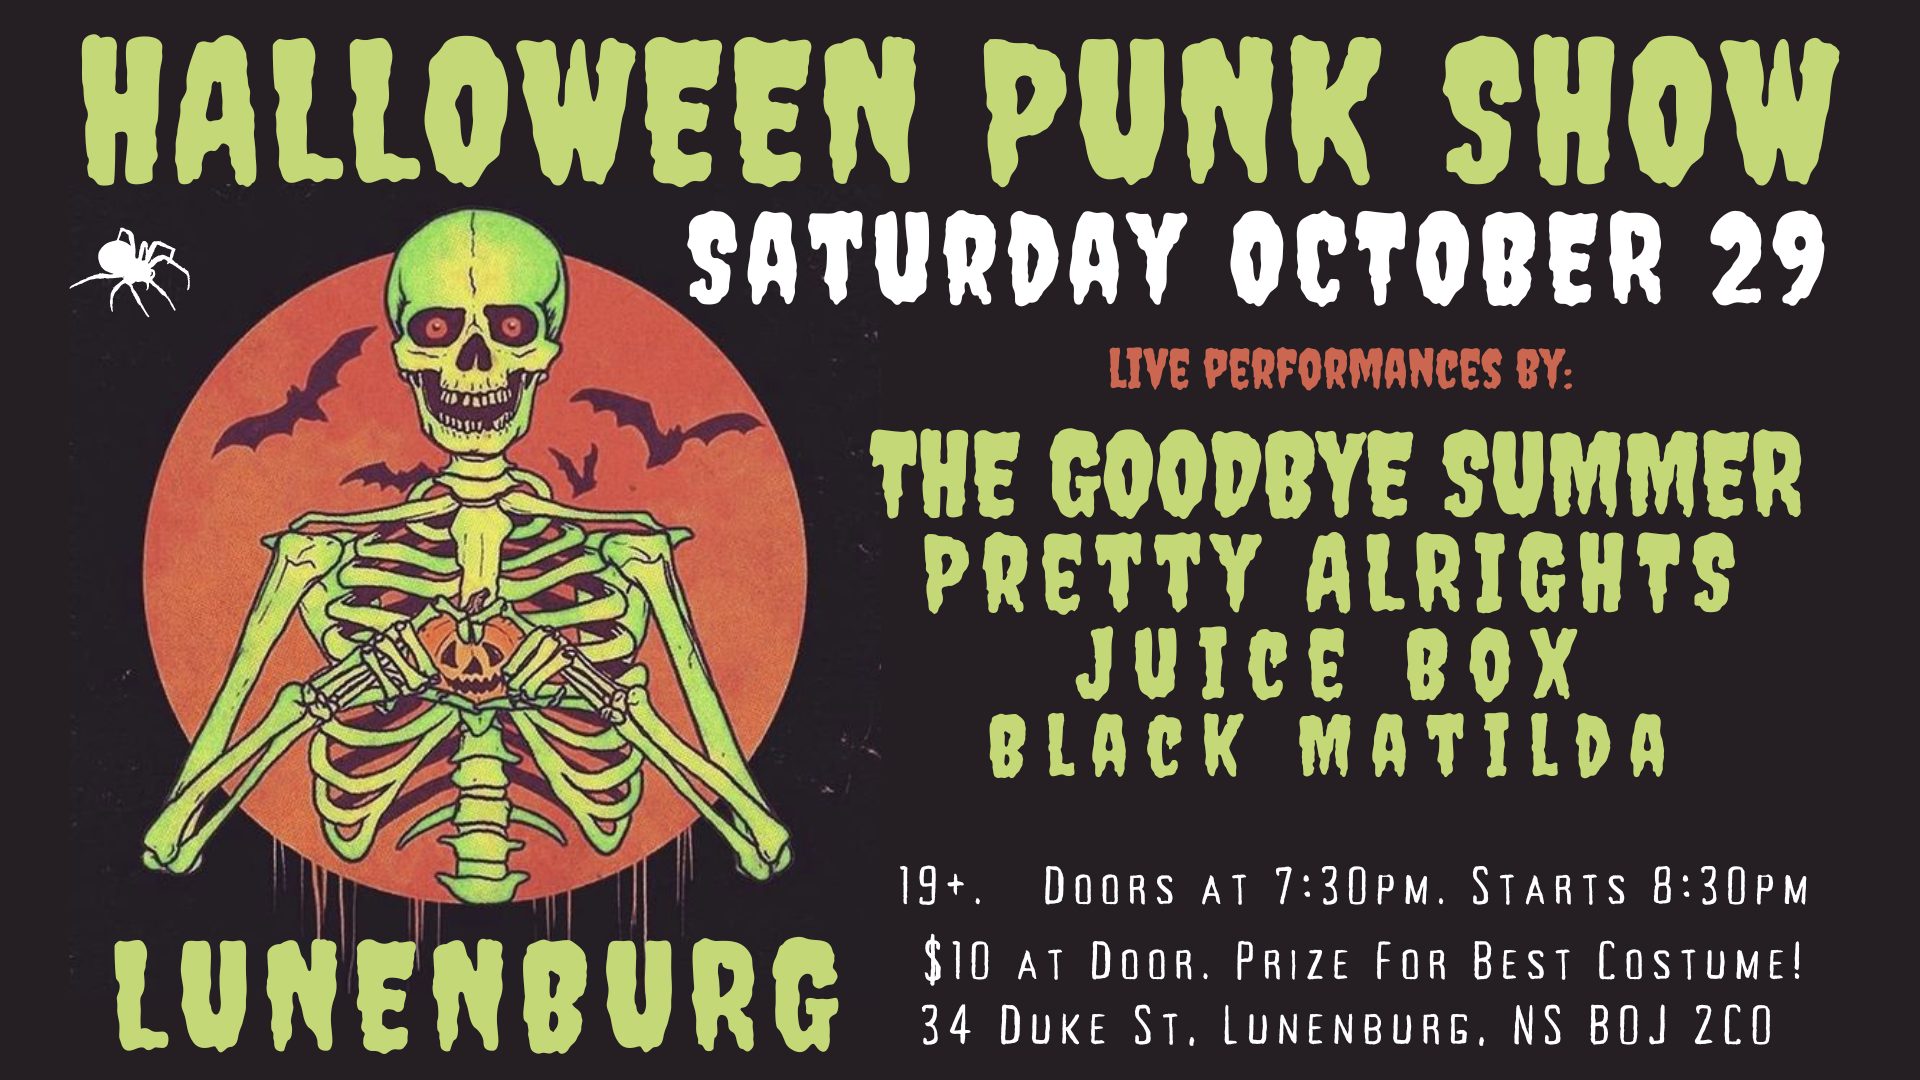 HALLOWEEN PUNK SHOW
SATURDAY OCTOBER 29
LIVE PERFORMANCES BY:
THE GOODBYE SUMMER
PRETTY ALRIGHTS
JUICE BOX
BLACK MATILDA
19+. DOORS AT 7:30PM. STARTS 8:30PM
$10 AT DOOR. PRIZE FOR BEST COSTUME!
34 DUKE ST, LUNENBURG, NS B0J 2C0
LUNENBURG